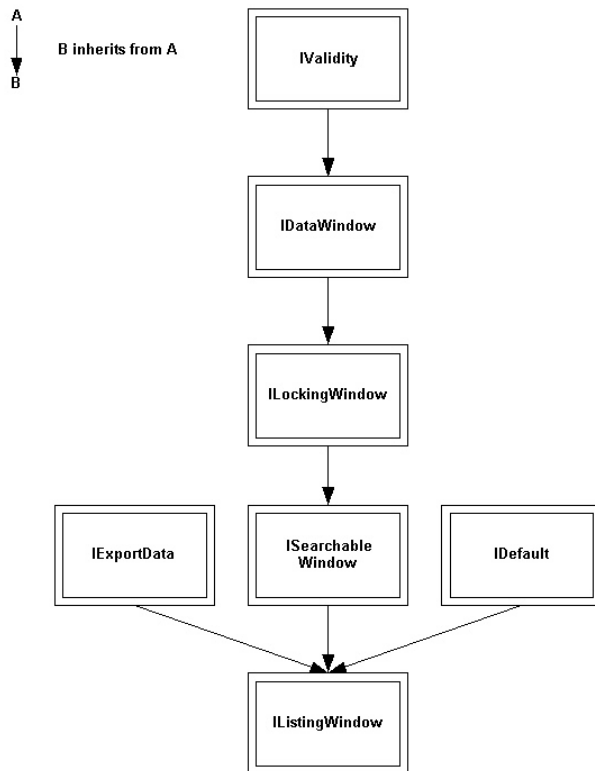 A
B inherits from A
B
IValidity
IDataWindow
ILockingWindow
IExportData
ISearchable
Window
IDefault
IListingWindow